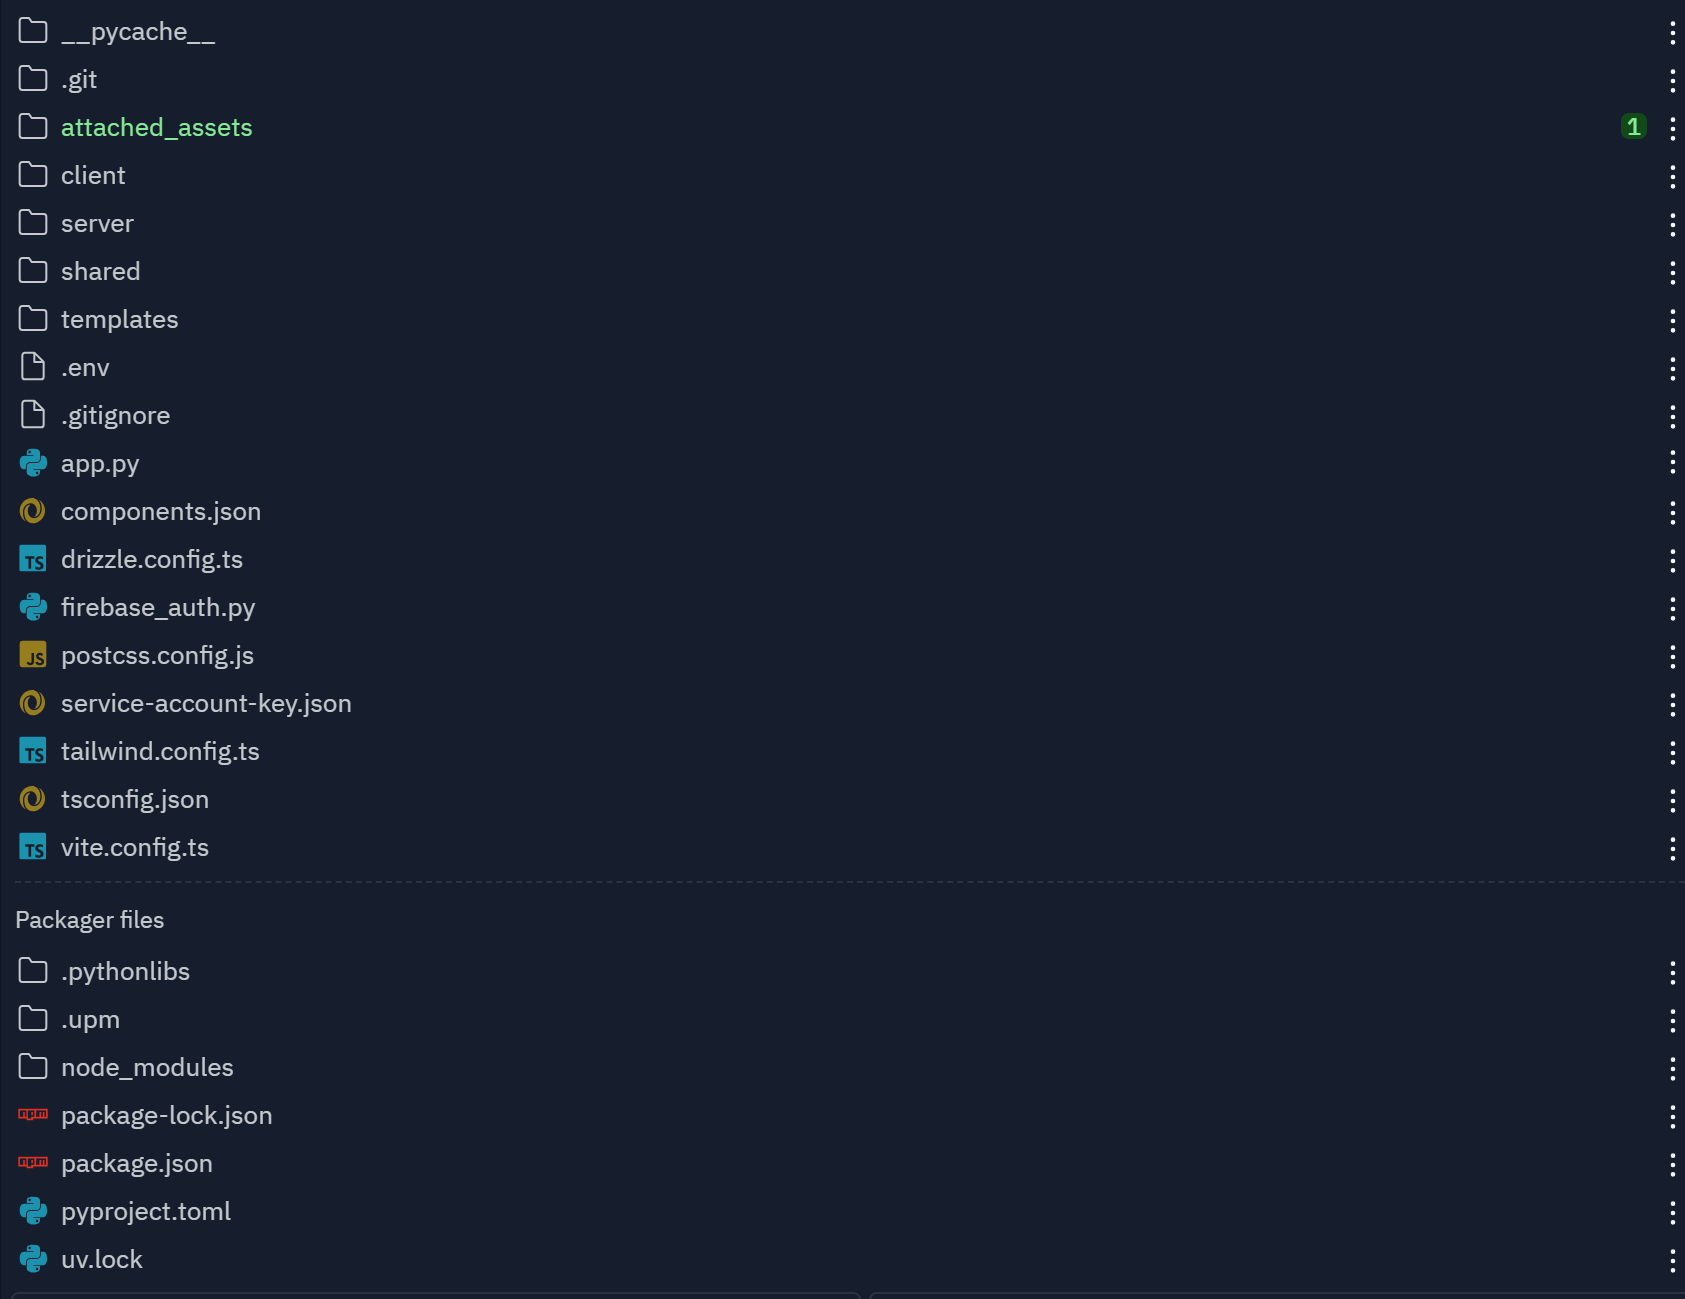 __pycache__
.git
attached_assets 1
client
server
shared
templates
.env
.gitignore
app.py
components.json
TS drizzle.config.ts
firebase_auth.py
JS postcss.config.js
service-account-key.json
TS tailwind.config.ts
tsconfig.json
TS vite.config.ts
Packager files
.pythonlibs
.upm
node_modules
npm package-lock.json
npm package.json
pyproject.toml
uv.lock